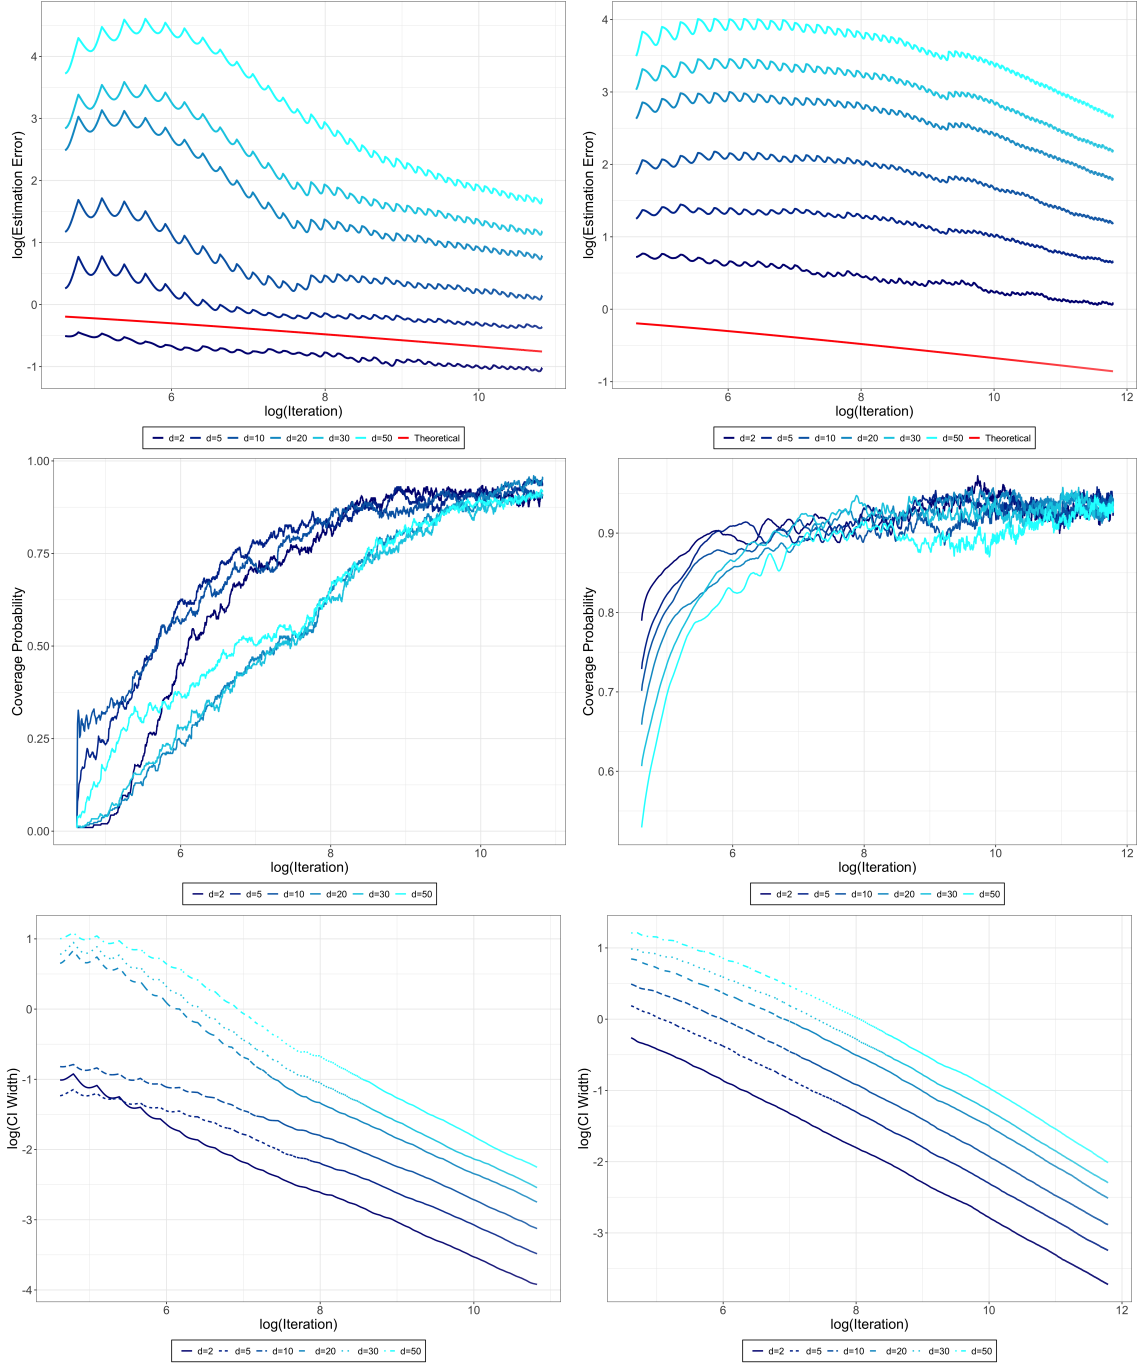 log(Estimation Error)
4
3
2
1
0
-1
6
8
10
log(Iteration)
d=2 d=5 d=10 d=20 d=30 d=50 Theoretical
log(Estimation Error)
4
3
2
1
0
-1
6
8
10
12
log(Iteration)
d=2 d=5 d=10 d=20 d=30 d=50 Theoretical
Coverage Probability
1.00
0.75
0.50
0.25
0.00
6
8
10
log(Iteration)
d=2 d=5 d=10 d=20 d=30 d=50
Coverage Probability
0.9
0.8
0.7
0.6
6
8
10
12
log(Iteration)
d=2 d=5 d=10 d=20 d=30 d=50
log(CI Width)
1
0
-1
-2
-3
-4
6
8
10
log(Iteration)
d=2 d=5 d=10 d=20 d=30 d=50
log(CI Width)
1
0
-1
-2
-3
6
8
10
12
log(Iteration)
d=2 d=5 d=10 d=20 d=30 d=50